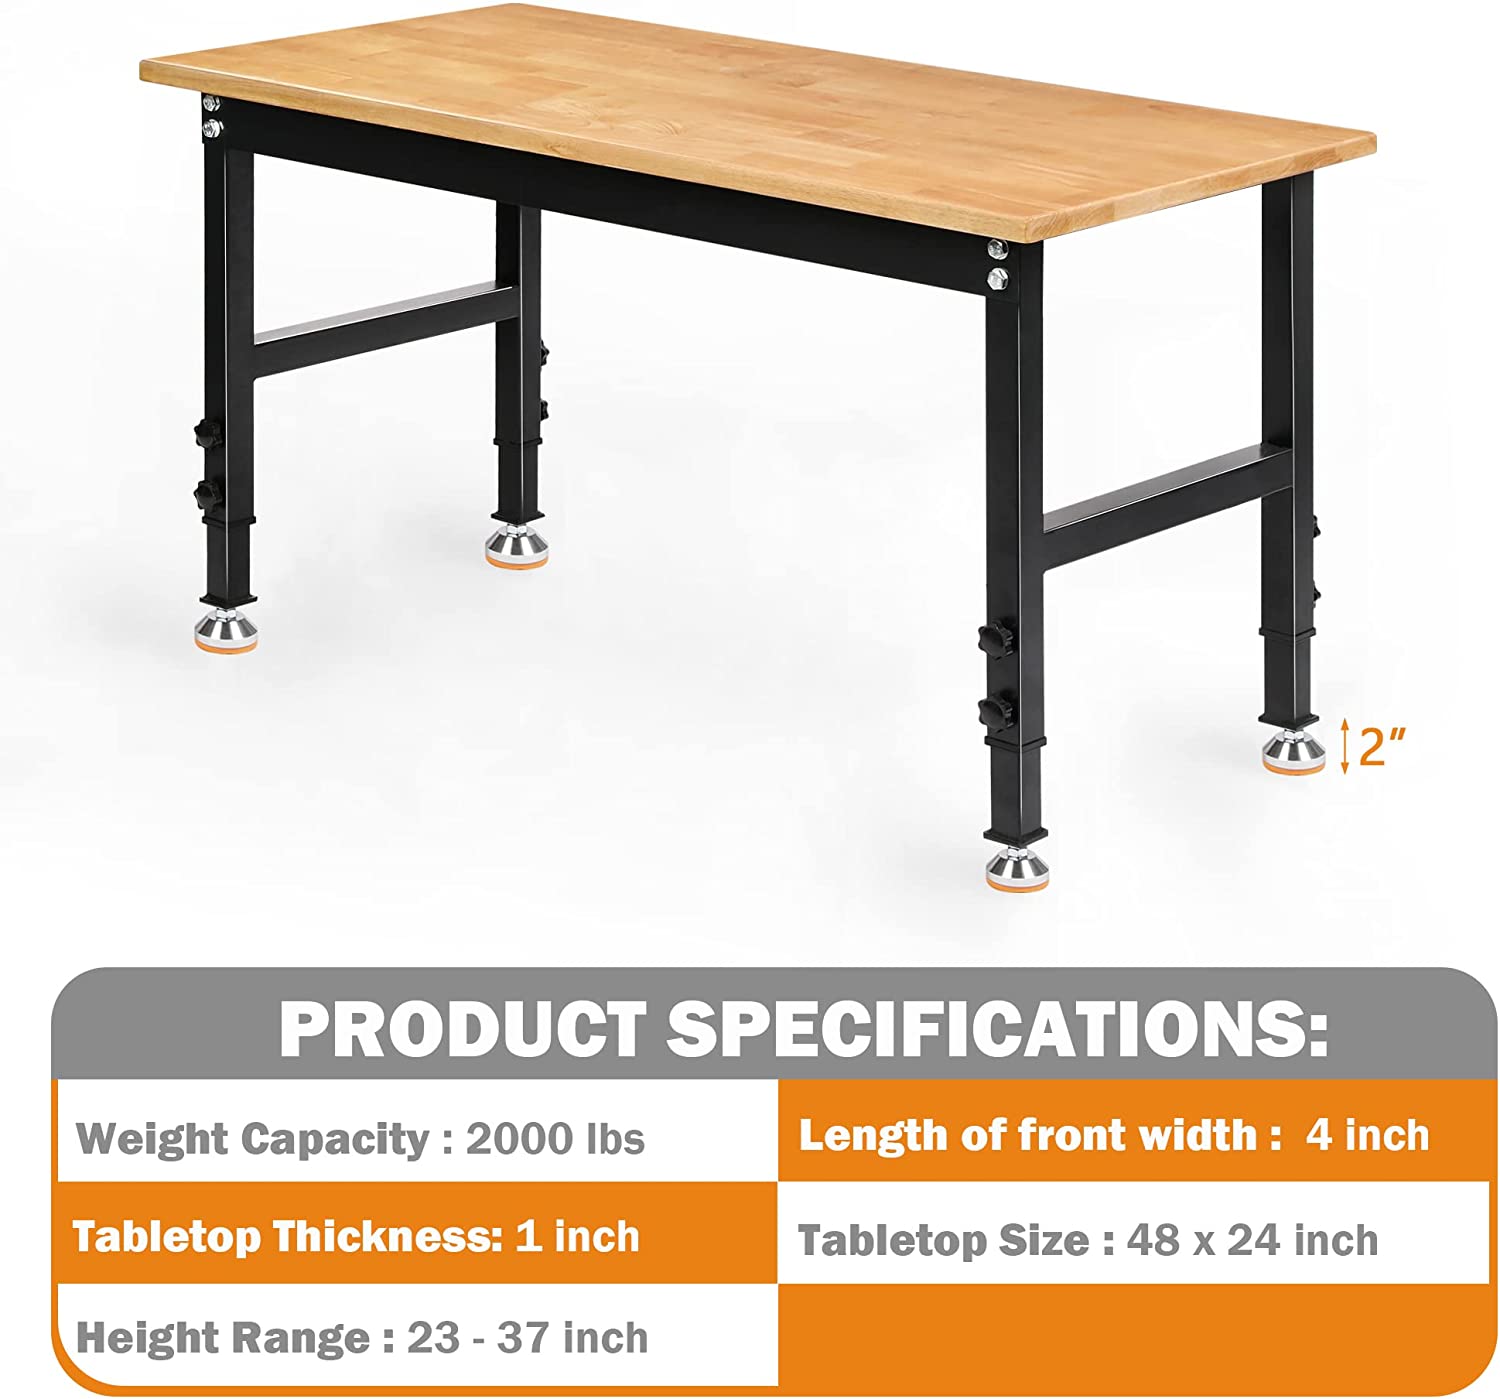 2”
PRODUCT SPECIFICATIONS:
Weight Capacity : 2000 lbs
Length of front width : 4 inch
Tabletop Thickness: 1 inch
Tabletop Size : 48 x 24 inch
Height Range : 23 - 37 inch